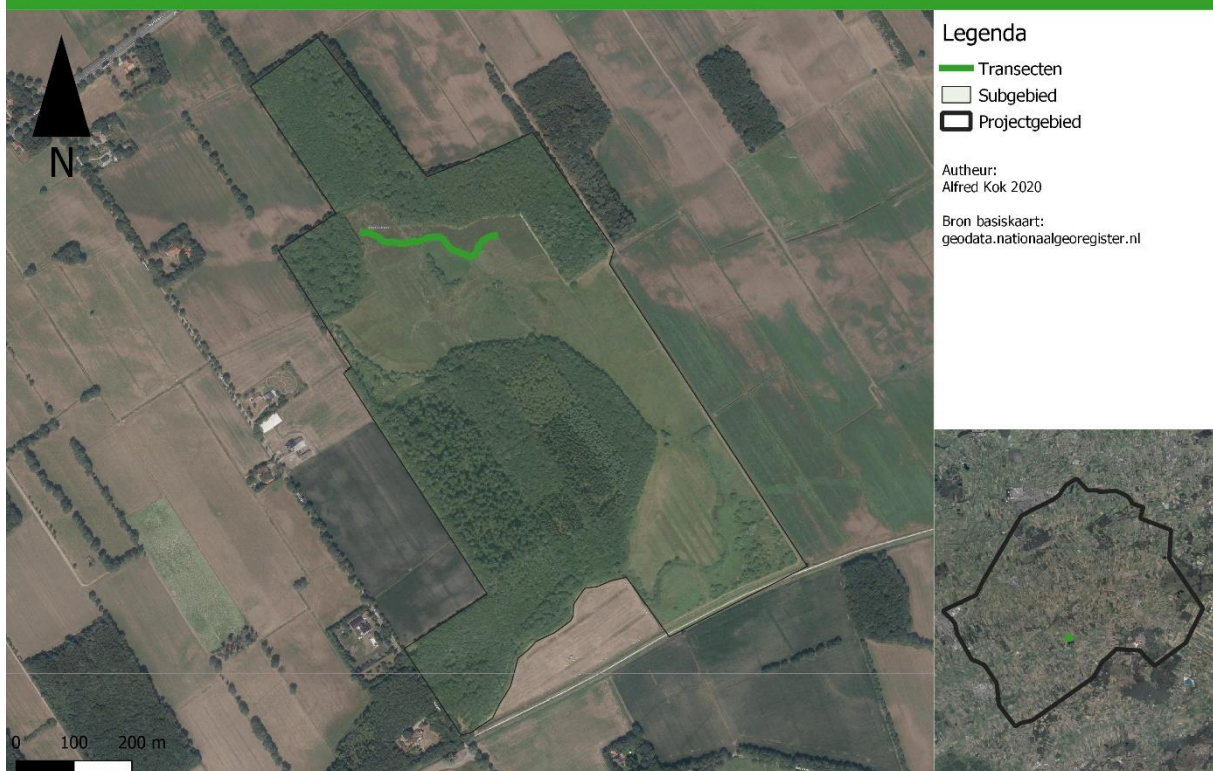 N
0 100 200 m
Legenda
Transecten
Subgebied
Projectgebied
Autheur:
Alfred Kok 2020
Bron basiskaart:
geodata.nationaalgeoregister.nl